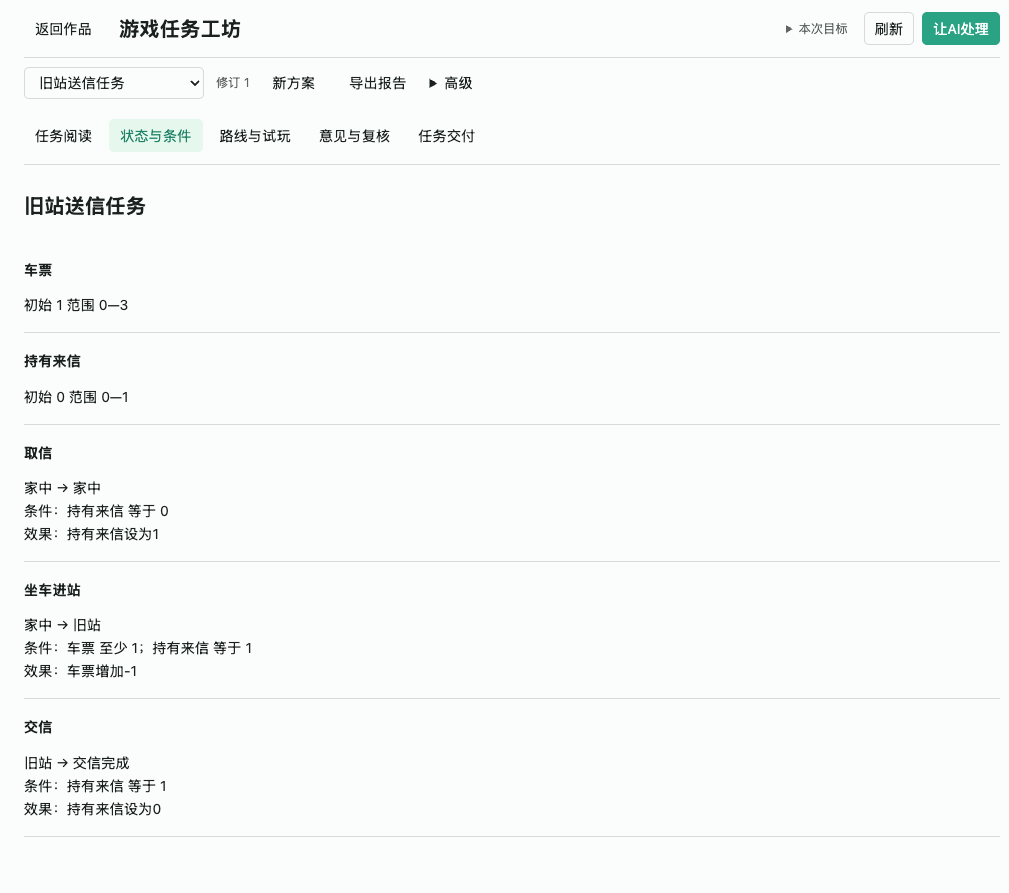 返回作品 游戏任务工坊 ▶ 本次目标 刷新 让AI处理
旧站送信任务 修订 1 新方案 导出报告 ▶ 高级
任务阅读 状态与条件 路线与试玩 意见与复核 任务交付
旧站送信任务
车票
初始 1 范围 0—3
持有来信
初始 0 范围 0—1
取信
家中 → 家中
条件：持有来信 等于 0
效果：持有来信设为1
坐车进站
家中 → 旧站
条件：车票 至少 1；持有来信 等于 1
效果：车票增加-1
交信
旧站 → 交信完成
条件：持有来信 等于 1
效果：持有来信设为0